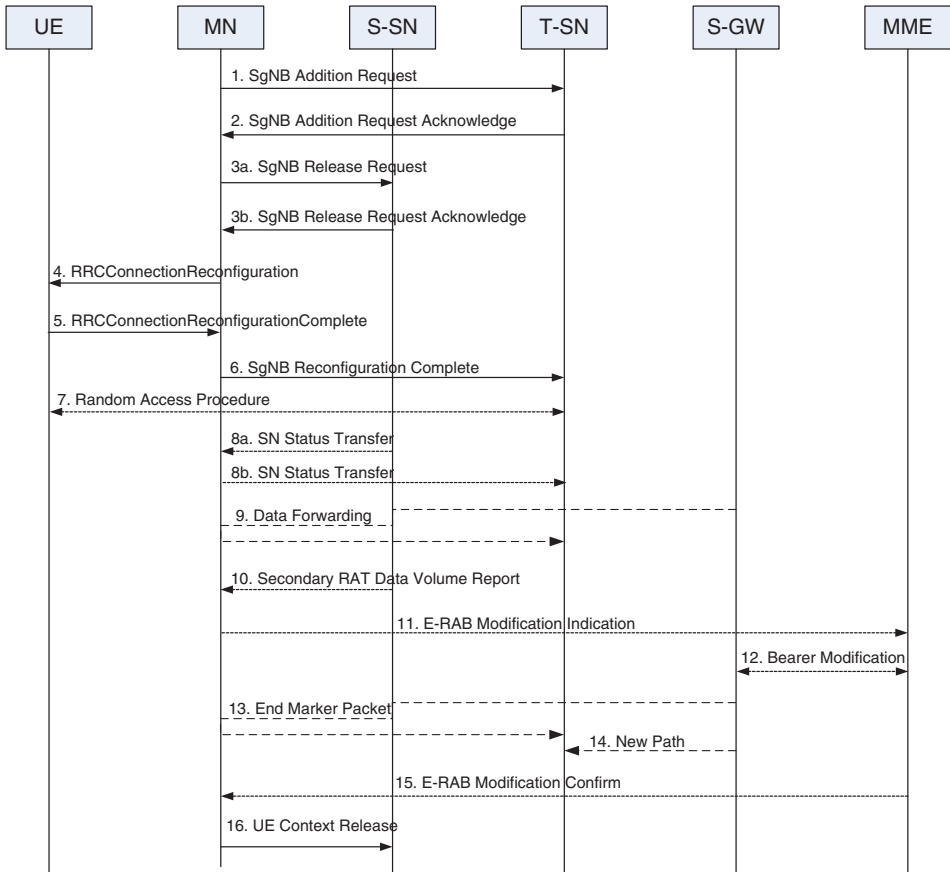 UE MN S-SN T-SN S-GW MME
1. SgNB Addition Request
2. SgNB Addition Request Acknowledge
3a. SgNB Release Request
3b. SgNB Release Request Acknowledge
4. RRCConnectionReconfiguration
5. RRCConnectionReconfigurationComplete
6. SgNB Reconfiguration Complete
7. Random Access Procedure
8a. SN Status Transfer
8b. SN Status Transfer
9. Data Forwarding
10. Secondary RAT Data Volume Report
11. E-RAB Modification Indication
12. Bearer Modification
13. End Marker Packet
14. New Path
15. E-RAB Modification Confirm
16. UE Context Release